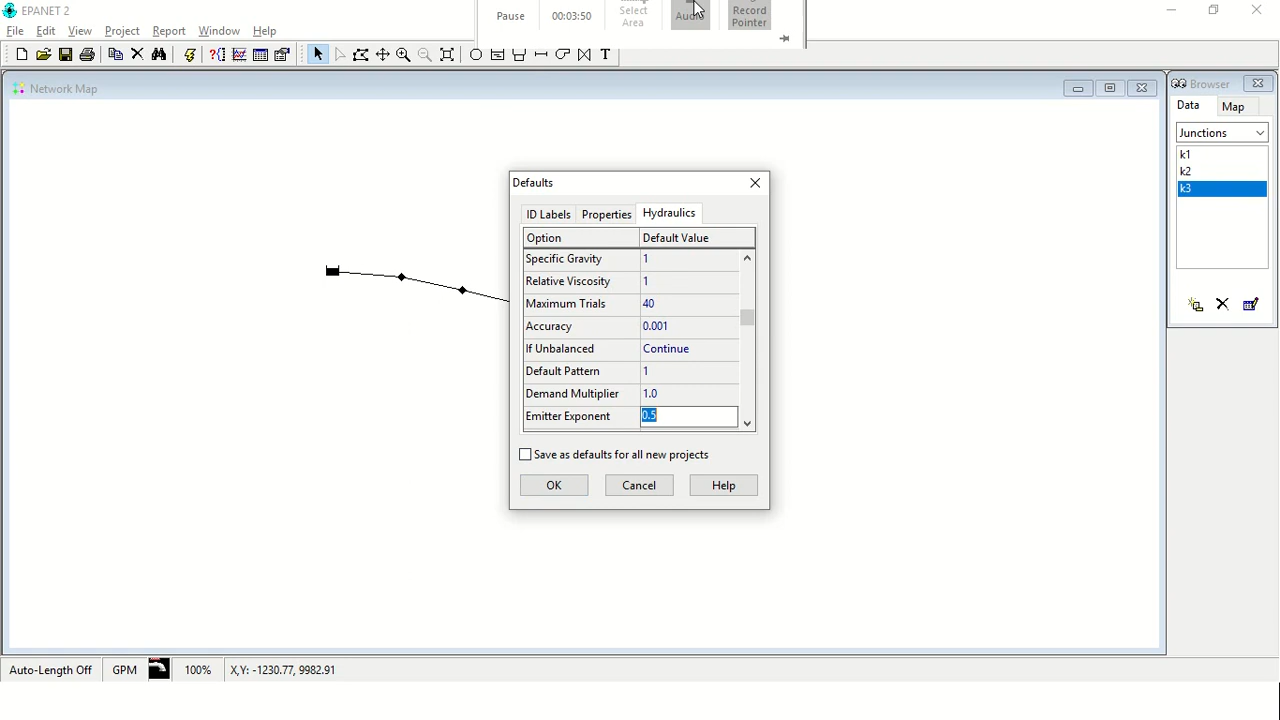 EPANET 2
File Edit View Project Report Window Help
Pause 00:03:50 Select Area Audio Record Pointer
T
Network Map
Browser
Data Map
Junctions
k1
k2
k3
Defaults
ID Labels Properties Hydraulics
Option Default Value
Specific Gravity 1
Relative Viscosity 1
Maximum Trials 40
Accuracy 0.001
If Unbalanced Continue
Default Pattern 1
Demand Multiplier 1.0
Emitter Exponent 0.5
Save as defaults for all new projects
OK Cancel Help
Auto-Length Off GPM 100% X,Y: -1230.77, 9982.91